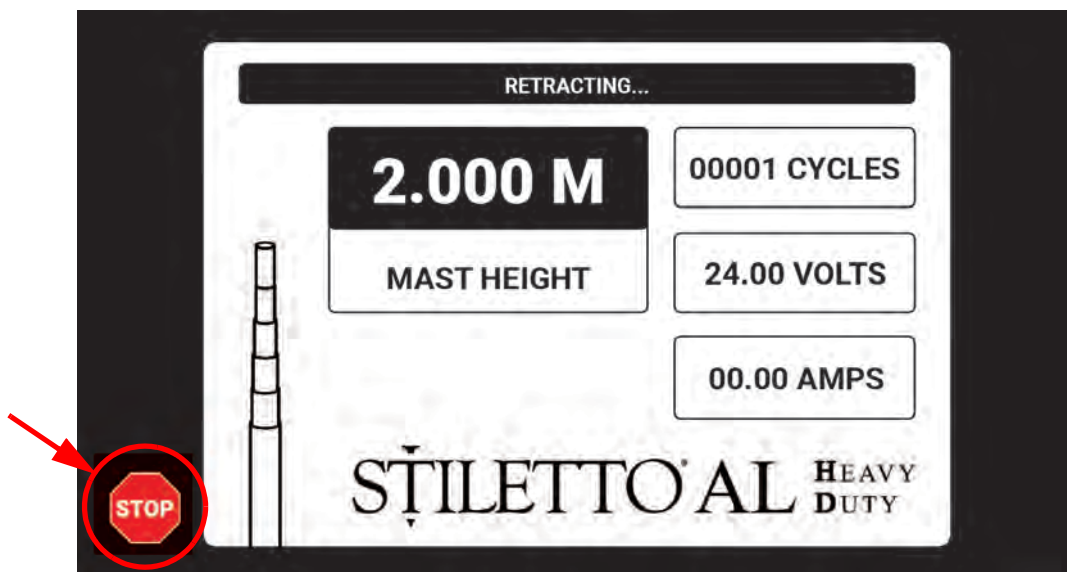 RETRACTING...
2.000 M
MAST HEIGHT
00001 CYCLES
24.00 VOLTS
00.00 AMPS
STOP
STILETTO® AL HEAVY DUTY